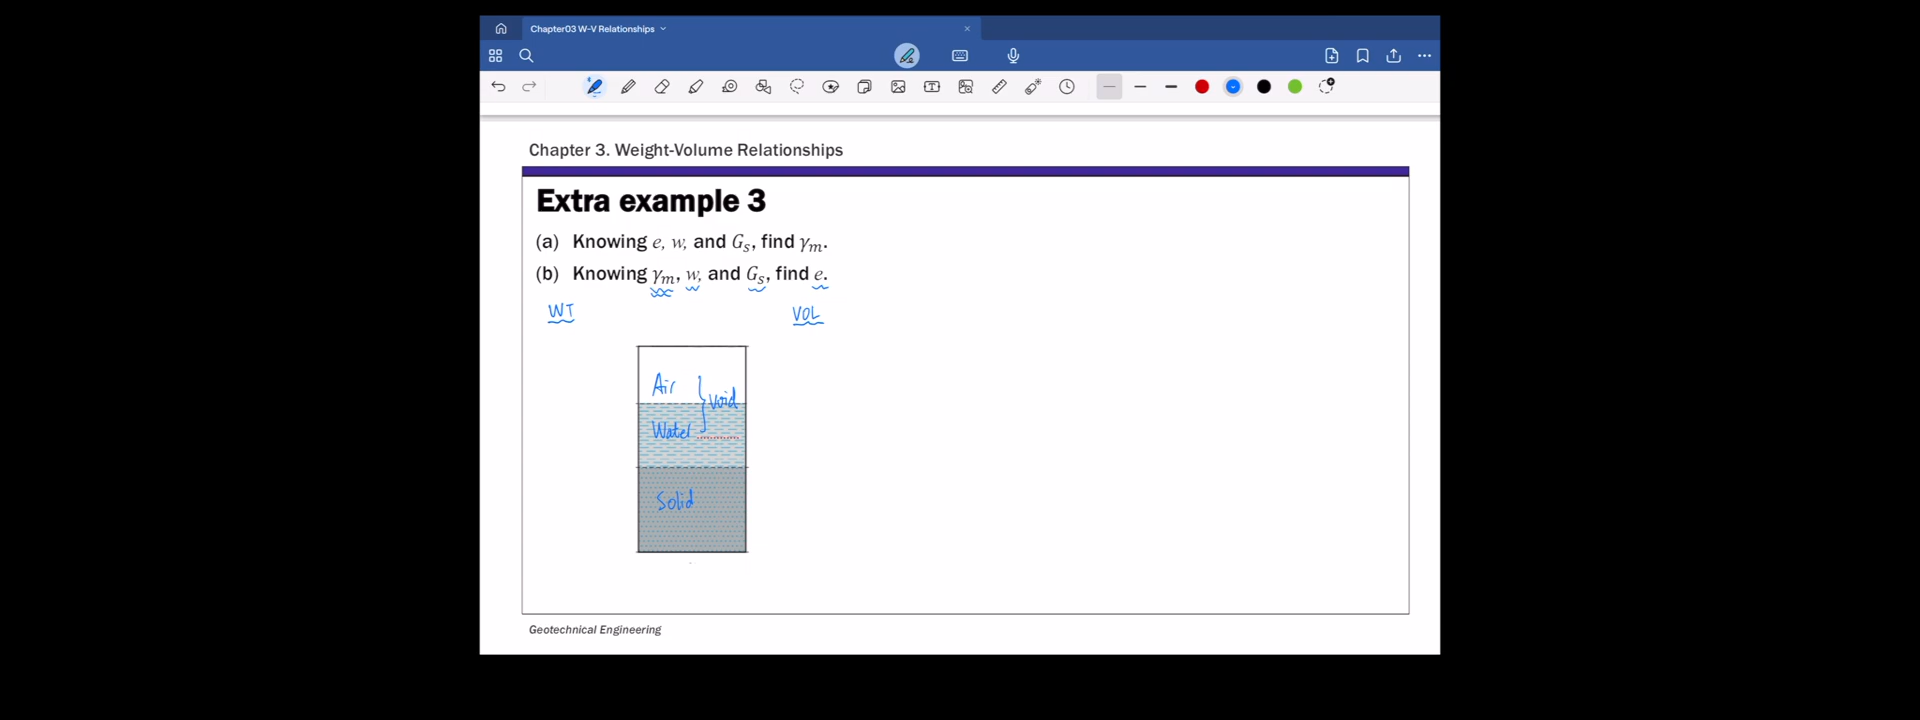 Chapter03 W-V Relationships
Chapter 3. Weight-Volume Relationships
Extra example 3
(a) Knowing e, w, and Gₛ, find γₘ.
(b) Knowing γₘ, w, and Gₛ, find e.
WT
VOL
Air
Void
Water
Solid
Geotechnical Engineering